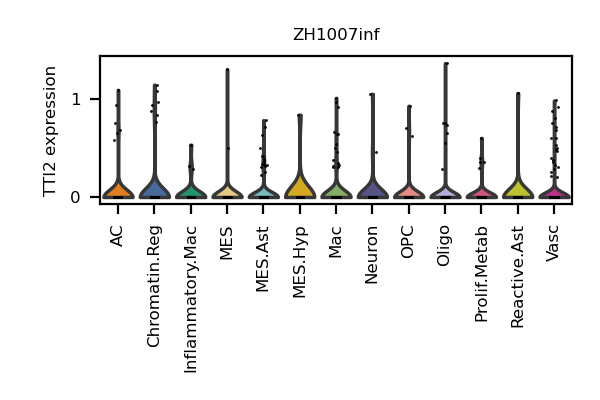 ZH1007inf
TTI2 expression
1
0
AC
Chromatin.Reg
Inflammatory.Mac
MES
MES.Ast
MES.Hyp
Mac
Neuron
OPC
Oligo
Prolif.Metab
Reactive.Ast
Vasc